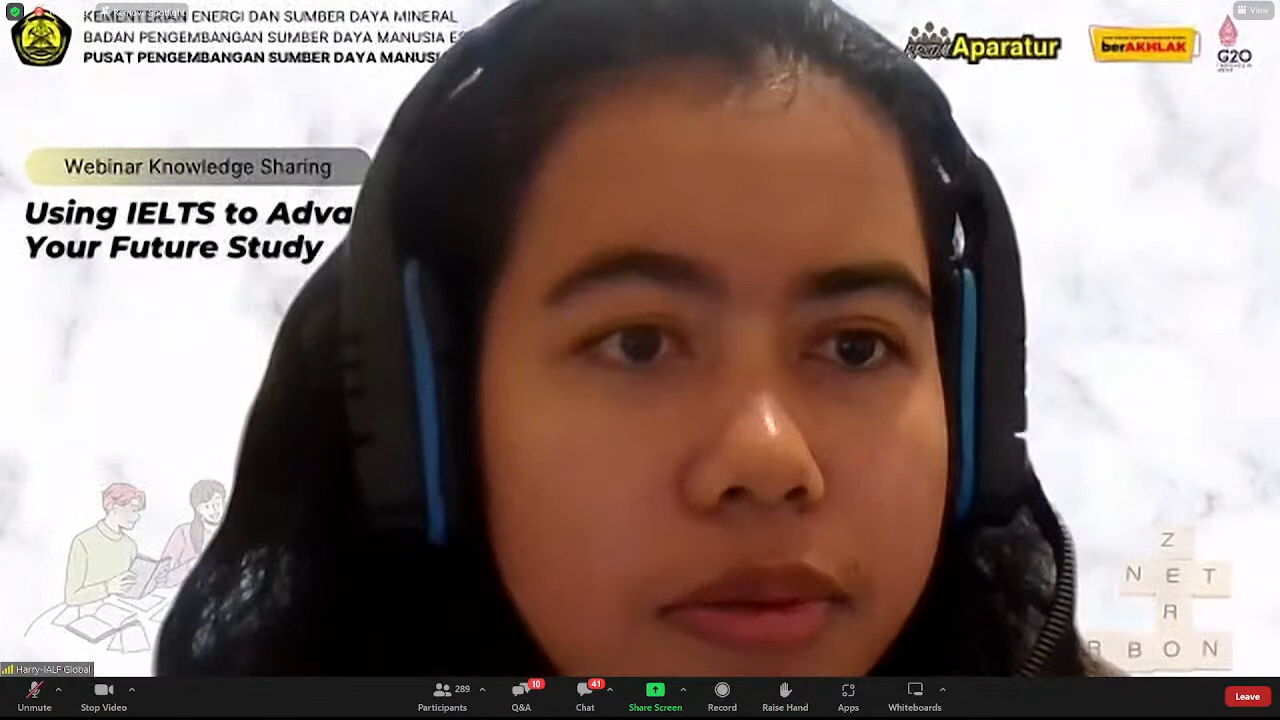 KEMENTERIAN ENERGI DAN SUMBER DAYA MINERAL
BADAN PENGEMBANGAN SUMBER DAYA MANUSIA
PUSAT PENGEMBANGAN SUMBER DAYA MANUSI
Aparatur
berAKHLAK
G20
View
Webinar Knowledge Sharing
Using IELTS to Adva
Your Future Study
Z
N E T
R
R B O N
Harry-IALF Global
289
10
41
Unmute
Stop Video
Participants
Q&A
Chat
Share Screen
Record
Raise Hand
Apps
Whiteboards
Leave